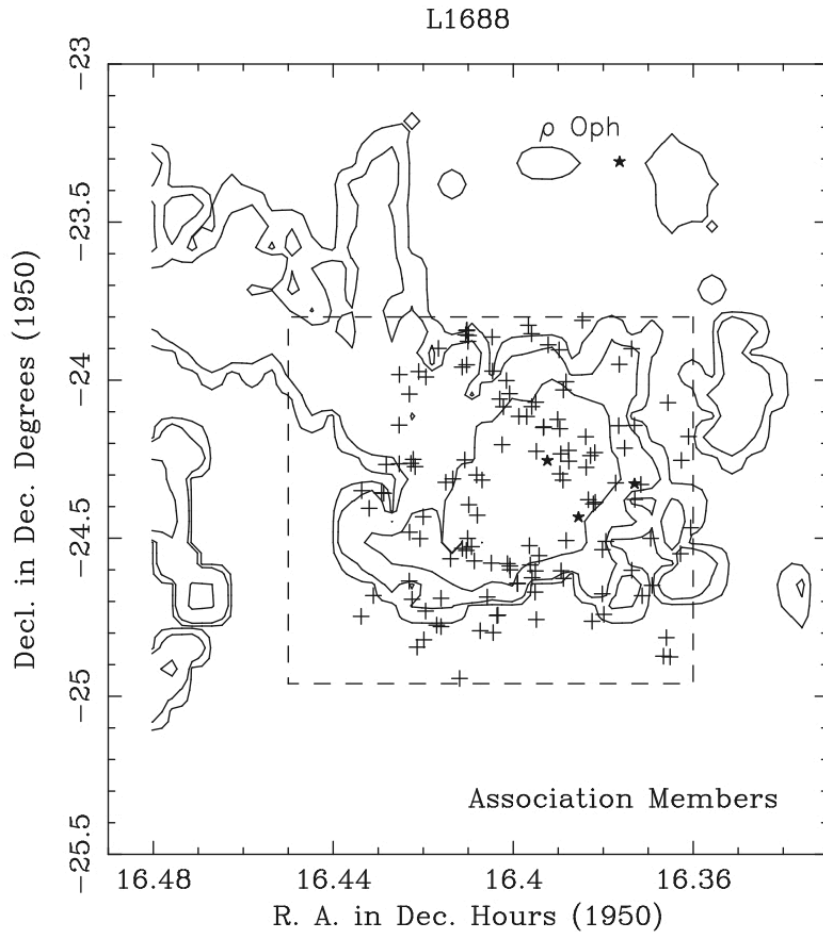 L1688
ρ Oph
Association Members
-23
-23.5
-24
-24.5
-25
-25.5
Decl. in Dec. Degrees (1950)
16.48 16.44 16.4 16.36
R. A. in Dec. Hours (1950)